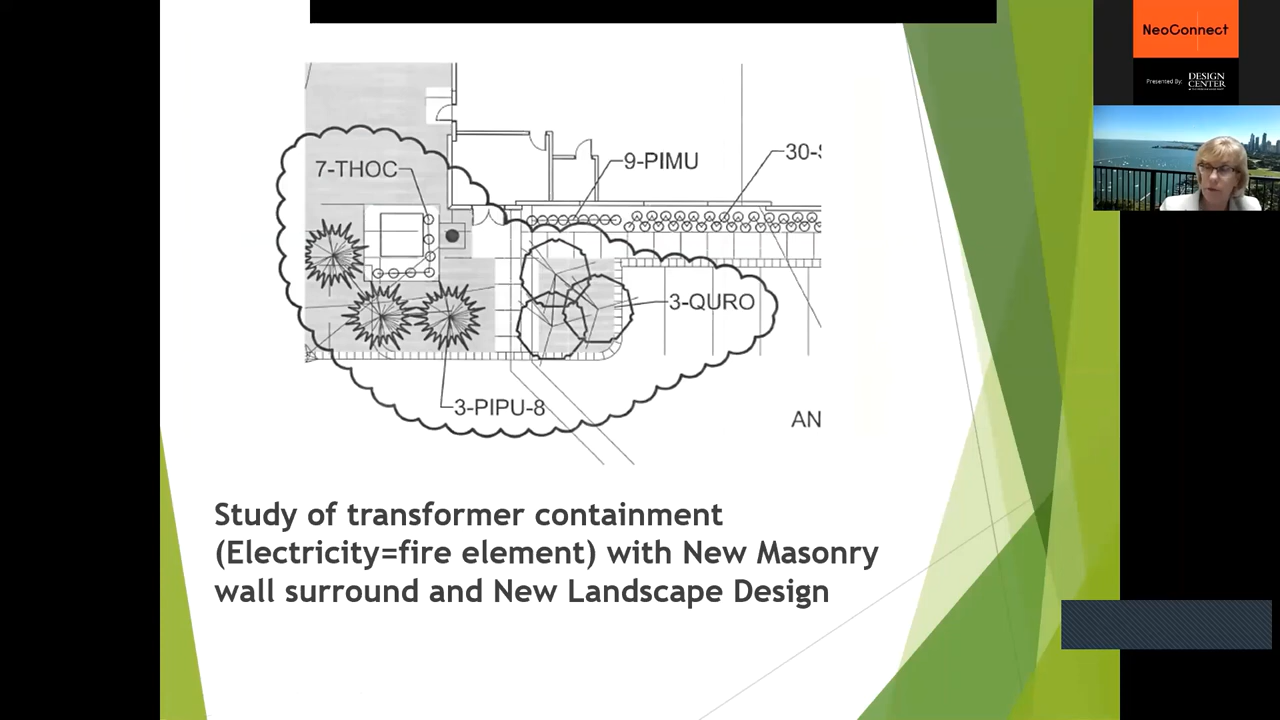 NeoConnect
Presented By:
DESIGN
CENTER
7-THOC
9-PIMU
30-
3-QURO
3-PIPU-8
AN
Study of transformer containment
(Electricity=fire element) with New Masonry
wall surround and New Landscape Design